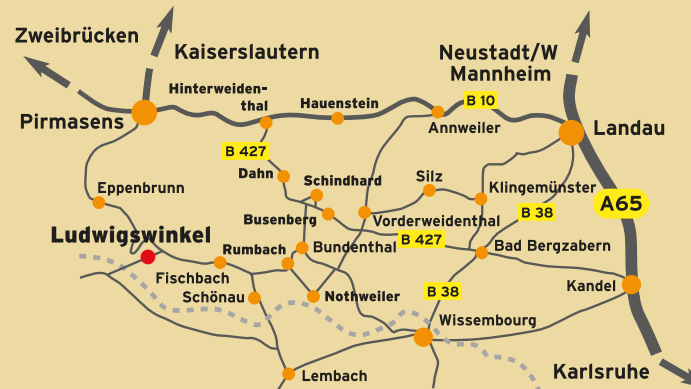 Zweibrücken
Kaiserslautern
Neustadt/W
Mannheim
Hinterweiden-
thal
Hauenstein
B 10
Pirmasens
Annweiler
Landau
B 427
Dahn
Schindhard
Silz
Klingemünster
Eppenbrunn
A65
Busenberg
Vorderweidenthal
B 38
Ludwigswinkel
B 427
Rumbach
Bundenthal
Bad Bergzabern
Fischbach
Kandel
Schönau
Nothweiler
B 38
Wissembourg
Lembach
Karlsruhe